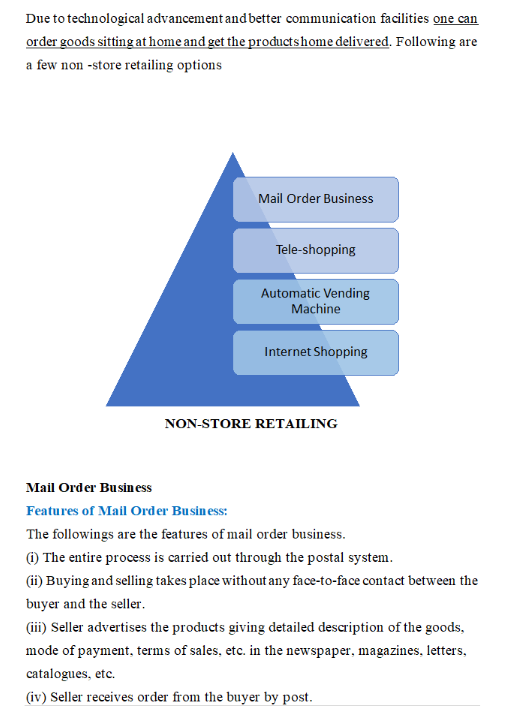 Due to technological advancement and better communication facilities one can
order goods sitting at home and get the products home delivered. Following are
a few non -store retailing options
Mail Order Business
Tele-shopping
Automatic Vending
Machine
Internet Shopping
NON-STORE RETAILING
Mail Order Business
Features of Mail Order Business:
The followings are the features of mail order business.
(i) The entire process is carried out through the postal system.
(ii) Buying and selling takes place without any face-to-face contact between the
buyer and the seller.
(iii) Seller advertises the products giving detailed description of the goods,
mode of payment, terms of sales, etc. in the newspaper, magazines, letters,
catalogues, etc.
(iv) Seller receives order from the buyer by post.